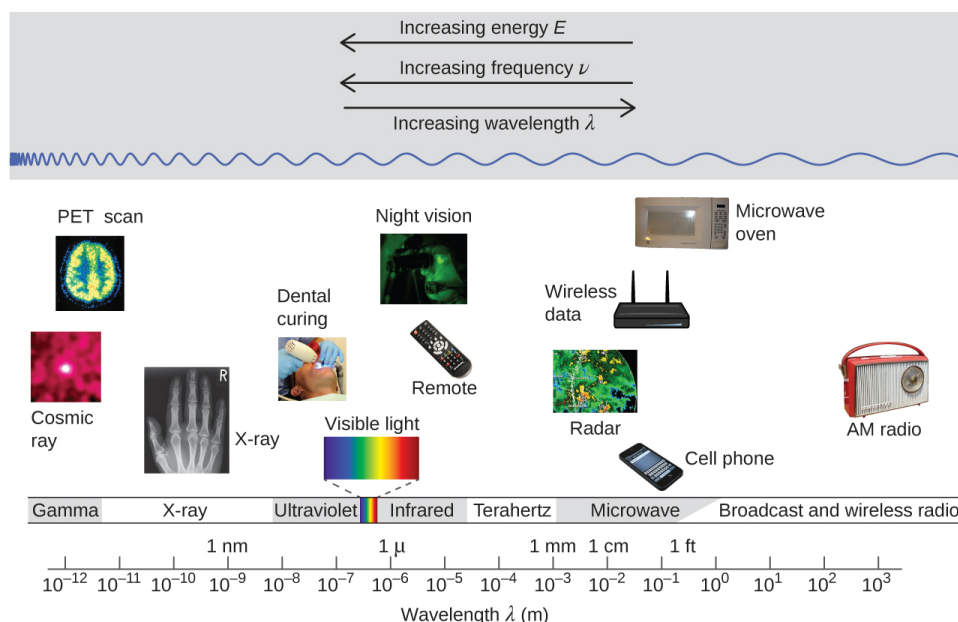 Increasing energy E
Increasing frequency ν
Increasing wavelength λ
PET scan
Night vision
Microwave
oven
Dental
curing
Wireless
data
Remote
Cosmic
ray
R
X-ray
Visible light
Radar
Cell phone
AM radio
Gamma X-ray Ultraviolet Infrared Terahertz Microwave Broadcast and wireless radio
1 nm 1 µ 1 mm 1 cm 1 ft
10⁻¹² 10⁻¹¹ 10⁻¹⁰ 10⁻⁹ 10⁻⁸ 10⁻⁷ 10⁻⁶ 10⁻⁵ 10⁻⁴ 10⁻³ 10⁻² 10⁻¹ 10⁰ 10¹ 10² 10³
Wavelength λ (m)